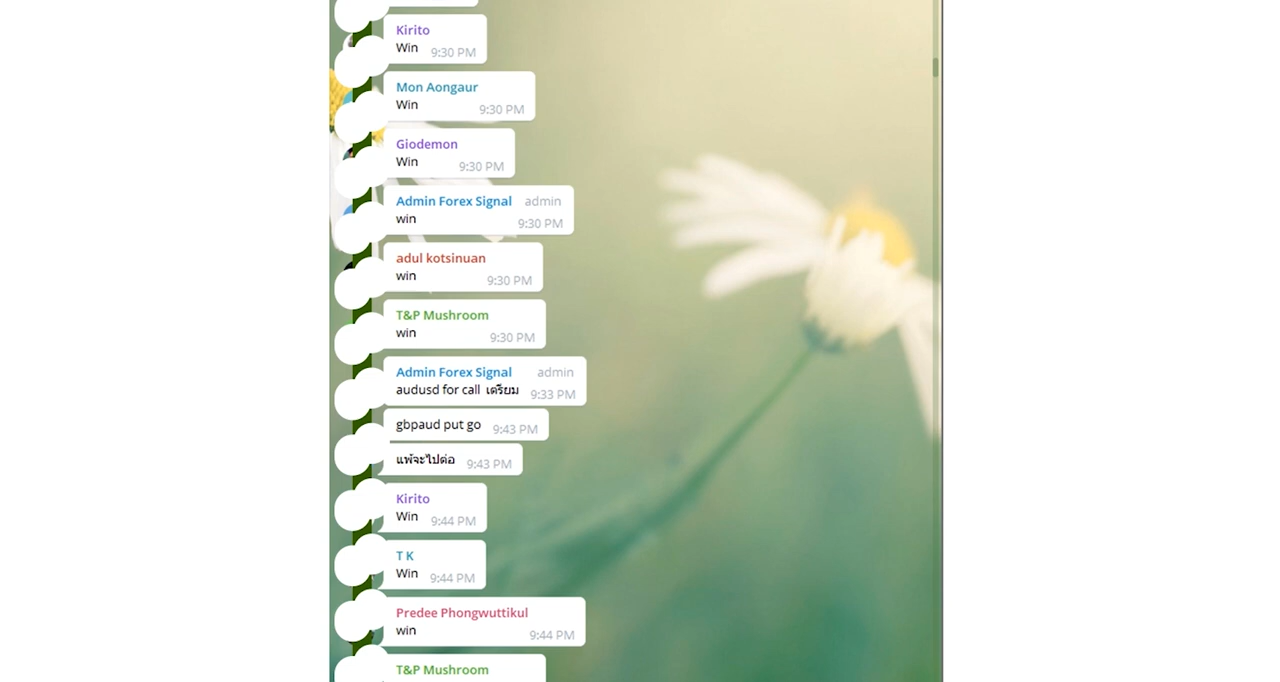 Kirito
Win 9:30 PM
Mon Aongaur
Win 9:30 PM
Giodemon
Win 9:30 PM
Admin Forex Signal admin
win 9:30 PM
adul kotsinuan
win 9:30 PM
T&P Mushroom
win 9:30 PM
Admin Forex Signal admin
audusd for call เตรียม 9:33 PM
gbpaud put go 9:43 PM
แพ้จะไปต่อ 9:43 PM
Kirito
Win 9:44 PM
T K
Win 9:44 PM
Predee Phongwuttikul
win 9:44 PM
T&P Mushroom